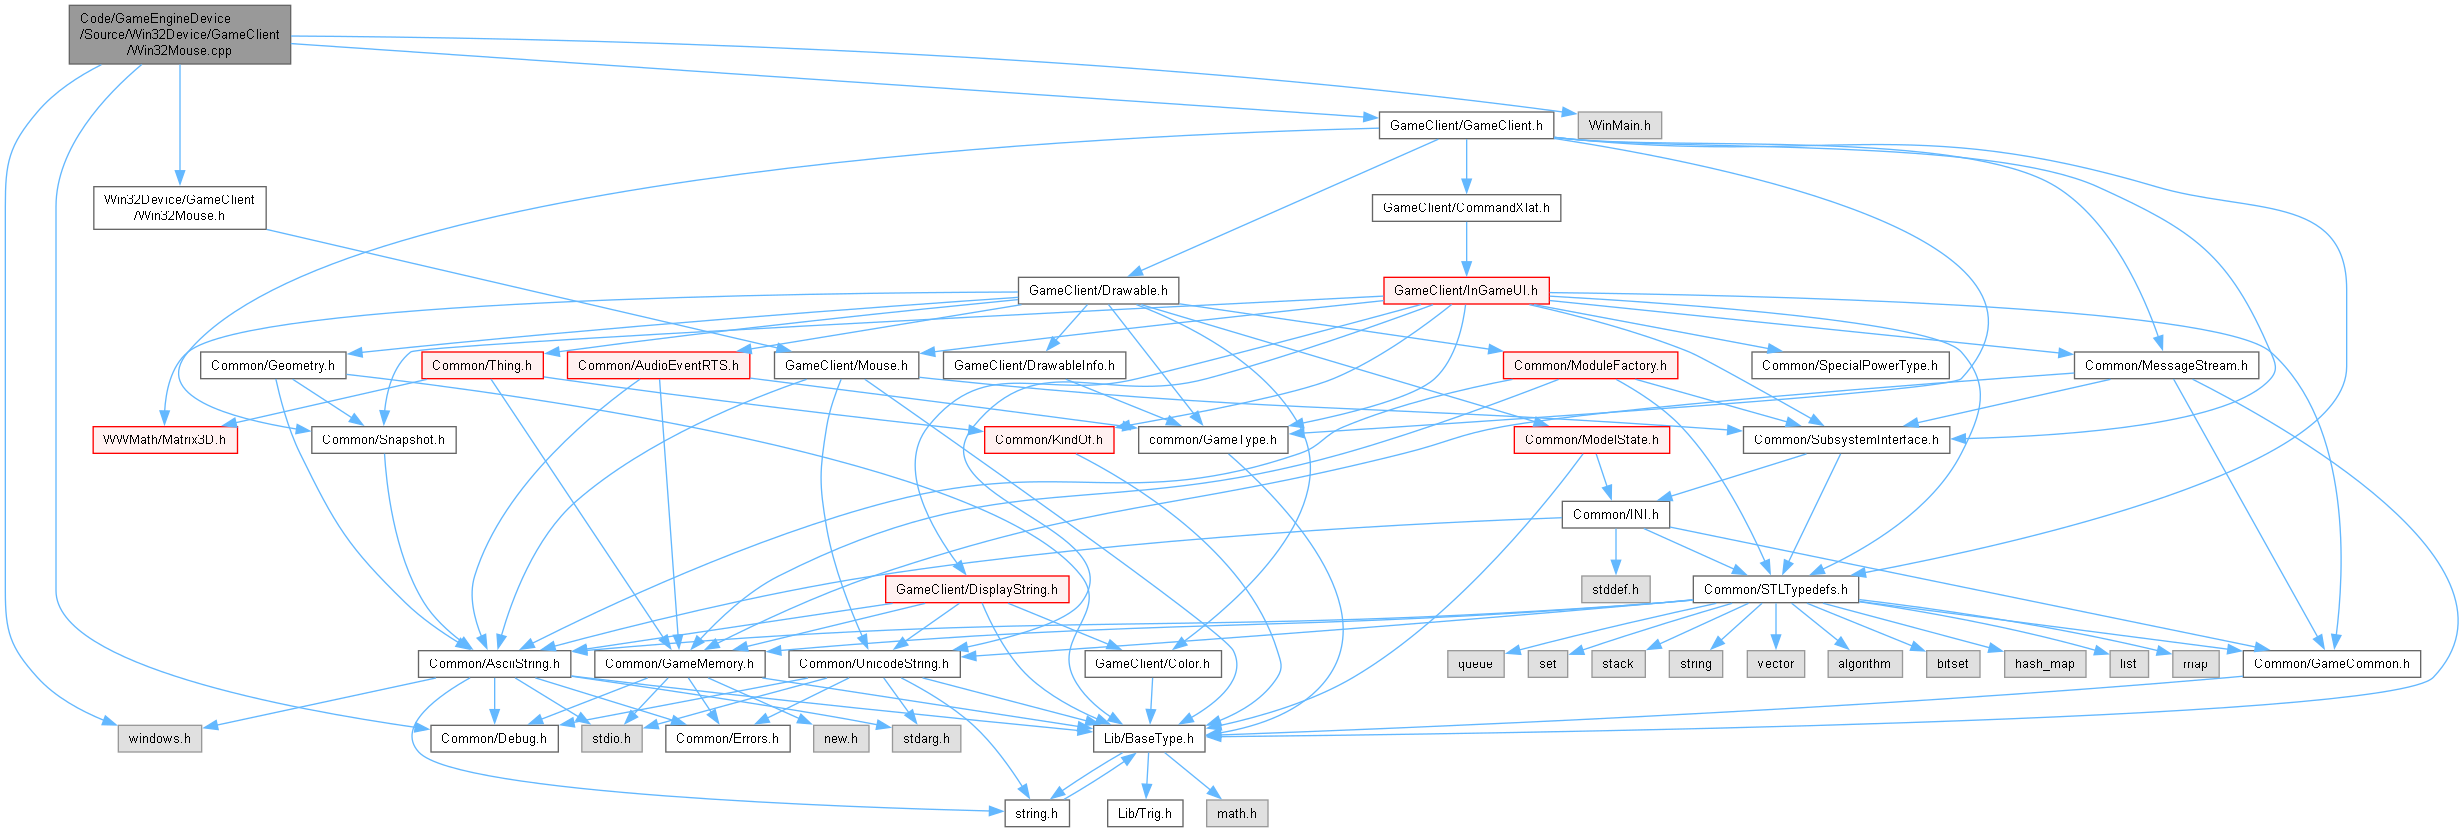 Code/GameEngineDevice
/Source/Win32Device/GameClient
/Win32Mouse.cpp
GameClient/GameClient.h
WinMain.h
Win32Device/GameClient
/Win32Mouse.h
GameClient/CommandXlat.h
GameClient/Drawable.h
GameClient/InGameUI.h
Common/Geometry.h
Common/Thing.h
Common/AudioEventRTS.h
GameClient/Mouse.h
GameClient/DrawableInfo.h
Common/ModuleFactory.h
Common/SpecialPowerType.h
Common/MessageStream.h
WWMath/Matrix3D.h
Common/Snapshot.h
Common/KindOf.h
common/GameType.h
Common/ModelState.h
Common/SubsystemInterface.h
Common/INI.h
GameClient/DisplayString.h
stddef.h
Common/STLTypedefs.h
Common/AsciiString.h
Common/GameMemory.h
Common/UnicodeString.h
GameClient/Color.h
queue
set
stack
string
vector
algorithm
bitset
hash_map
list
map
Common/GameCommon.h
windows.h
Common/Debug.h
stdio.h
Common/Errors.h
new.h
stdarg.h
Lib/BaseType.h
string.h
Lib/Trig.h
math.h